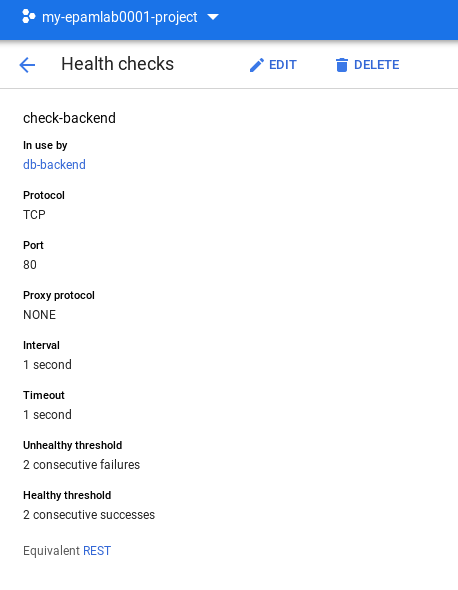 my-epamlab0001-project
Health checks EDIT DELETE
check-backend
In use by
db-backend
Protocol
TCP
Port
80
Proxy protocol
NONE
Interval
1 second
Timeout
1 second
Unhealthy threshold
2 consecutive failures
Healthy threshold
2 consecutive successes
Equivalent REST